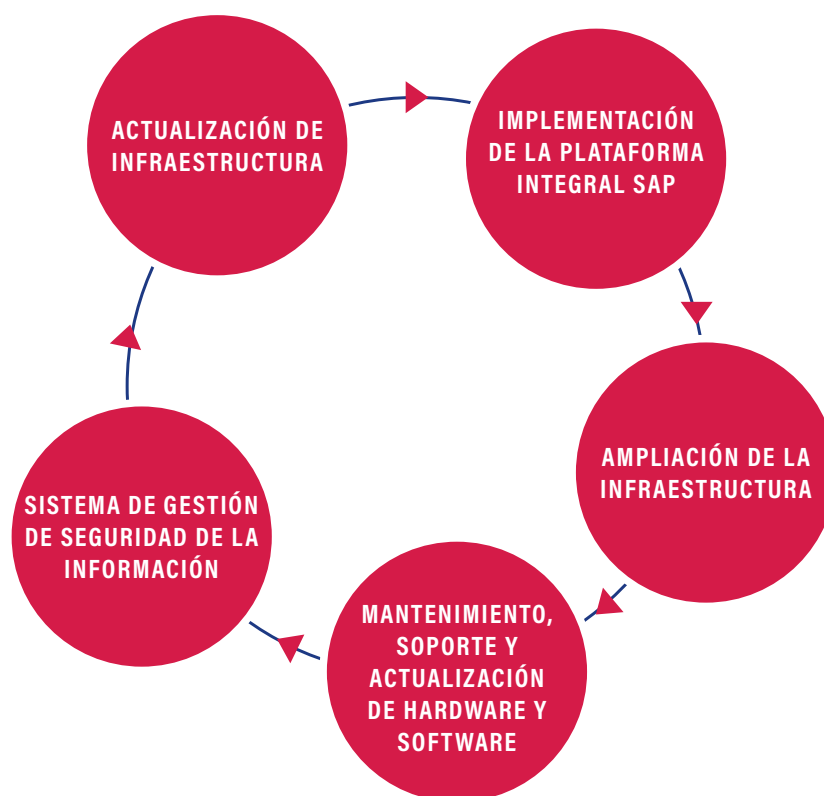 ACTUALIZACIÓN DE
INFRAESTRUCTURA
IMPLEMENTACIÓN
DE LA PLATAFORMA
INTEGRAL SAP
AMPLIACIÓN DE LA
INFRAESTRUCTURA
MANTENIMIENTO,
SOPORTE Y
ACTUALIZACIÓN
DE HARDWARE Y
SOFTWARE
SISTEMA DE GESTIÓN
DE SEGURIDAD DE LA
INFORMACIÓN